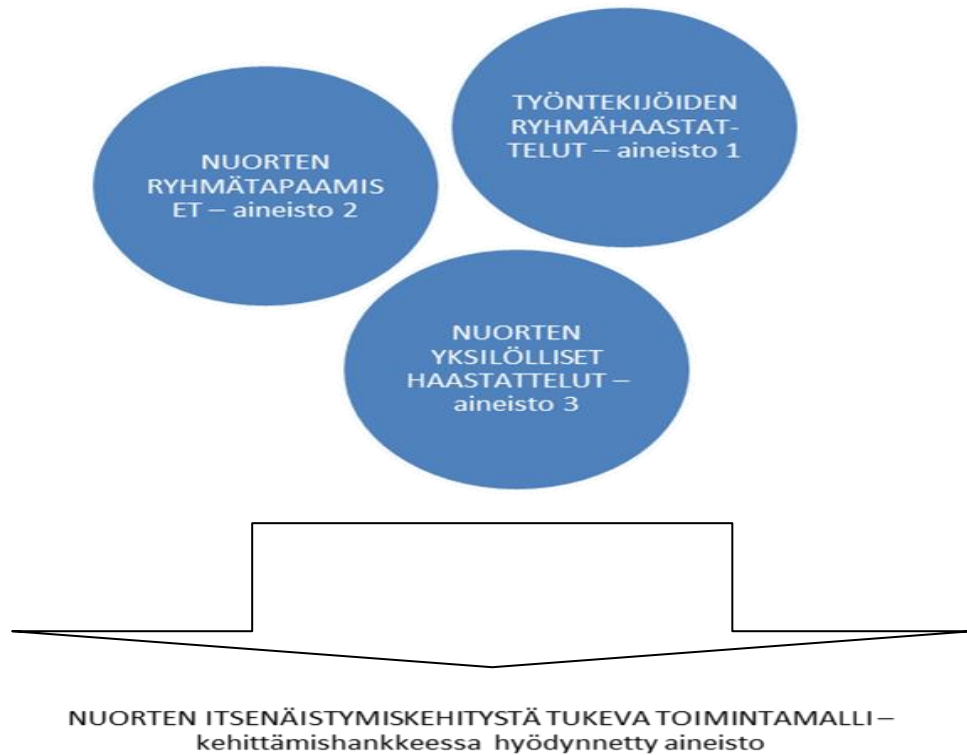 TYÖNTEKIJÖIDEN
RYHMÄHAASTAT-
TELUT – aineisto 1
NUORTEN
RYHMÄTAPAAMIS
ET – aineisto 2
NUORTEN
YKSILÖLLISET
HAASTATTELUT –
aineisto 3
NUORTEN ITSENÄISTYMISKEHITYSTÄ TUKEVA TOIMINTAMALLI –
kehittämishankkeessa hyödynnetty aineisto